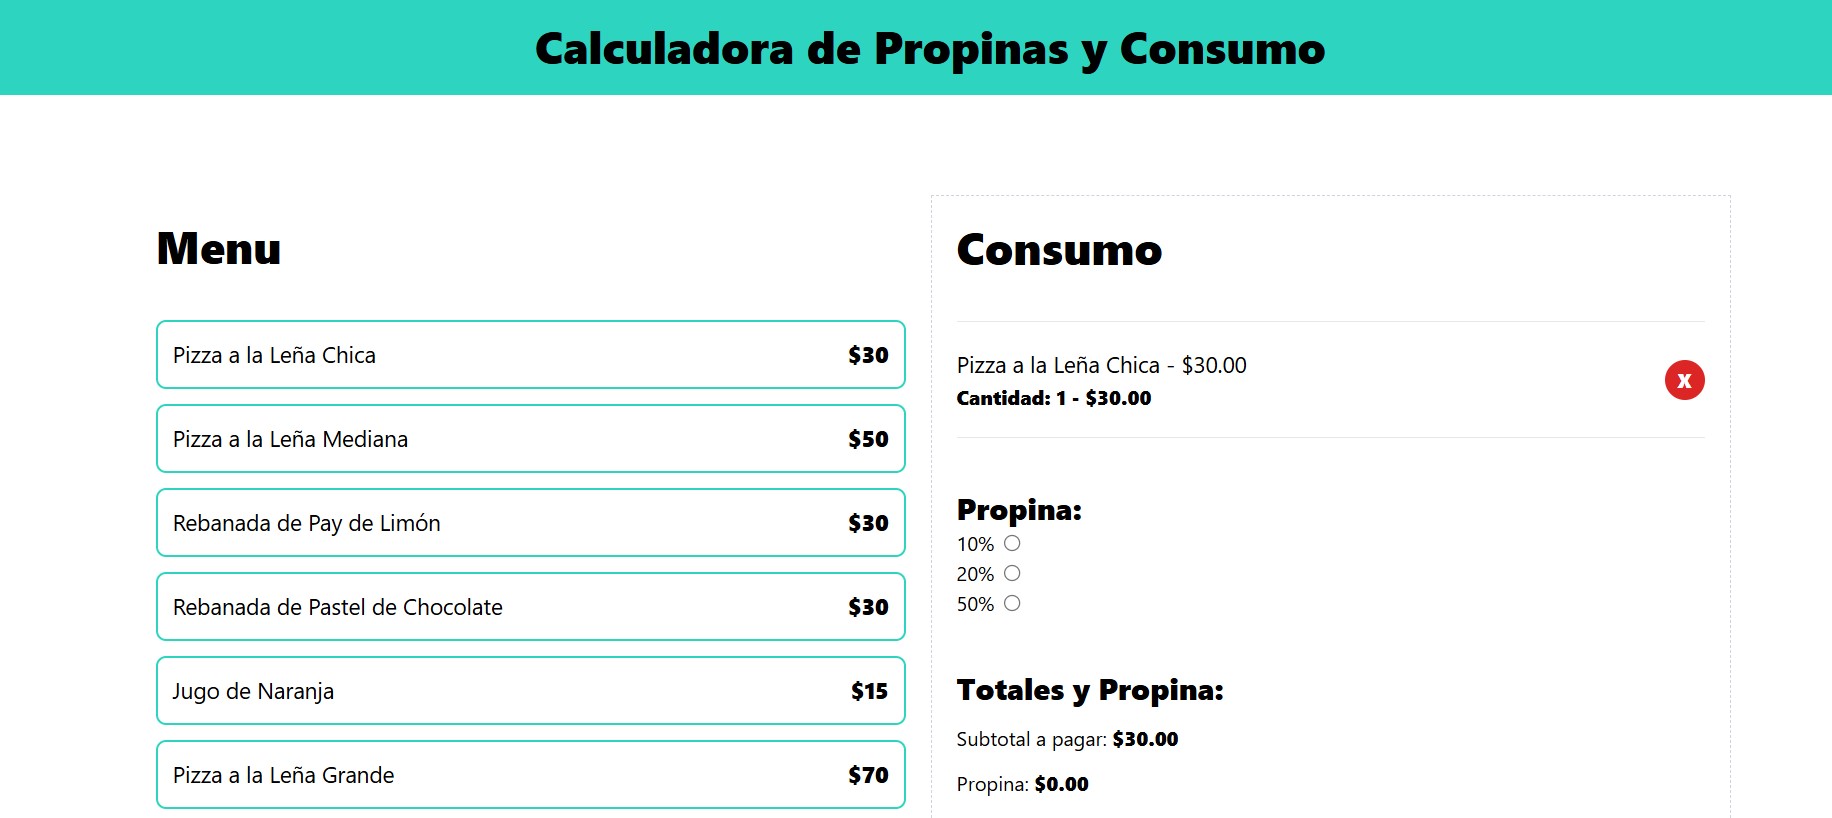 Calculadora de Propinas y Consumo
Menu
Pizza a la Leña Chica $30
Pizza a la Leña Mediana $50
Rebanada de Pay de Limón $30
Rebanada de Pastel de Chocolate $30
Jugo de Naranja $15
Pizza a la Leña Grande $70
Consumo
Pizza a la Leña Chica - $30.00
Cantidad: 1 - $30.00
X
Propina:
10%
20%
50%
Totales y Propina:
Subtotal a pagar: $30.00
Propina: $0.00